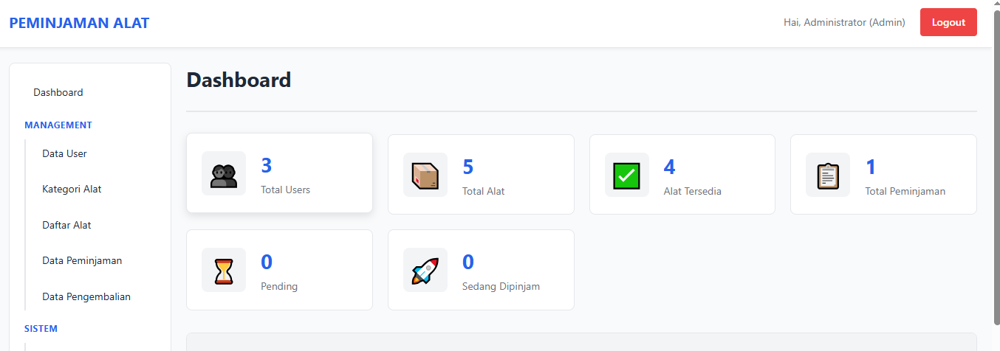 PEMINJAMAN ALAT
Hai, Administrator (Admin)
Logout
Dashboard
MANAGEMENT
Data User
Kategori Alat
Daftar Alat
Data Peminjaman
Data Pengembalian
SISTEM
Dashboard
3
Total Users
5
Total Alat
4
Alat Tersedia
1
Total Peminjaman
0
Pending
0
Sedang Dipinjam